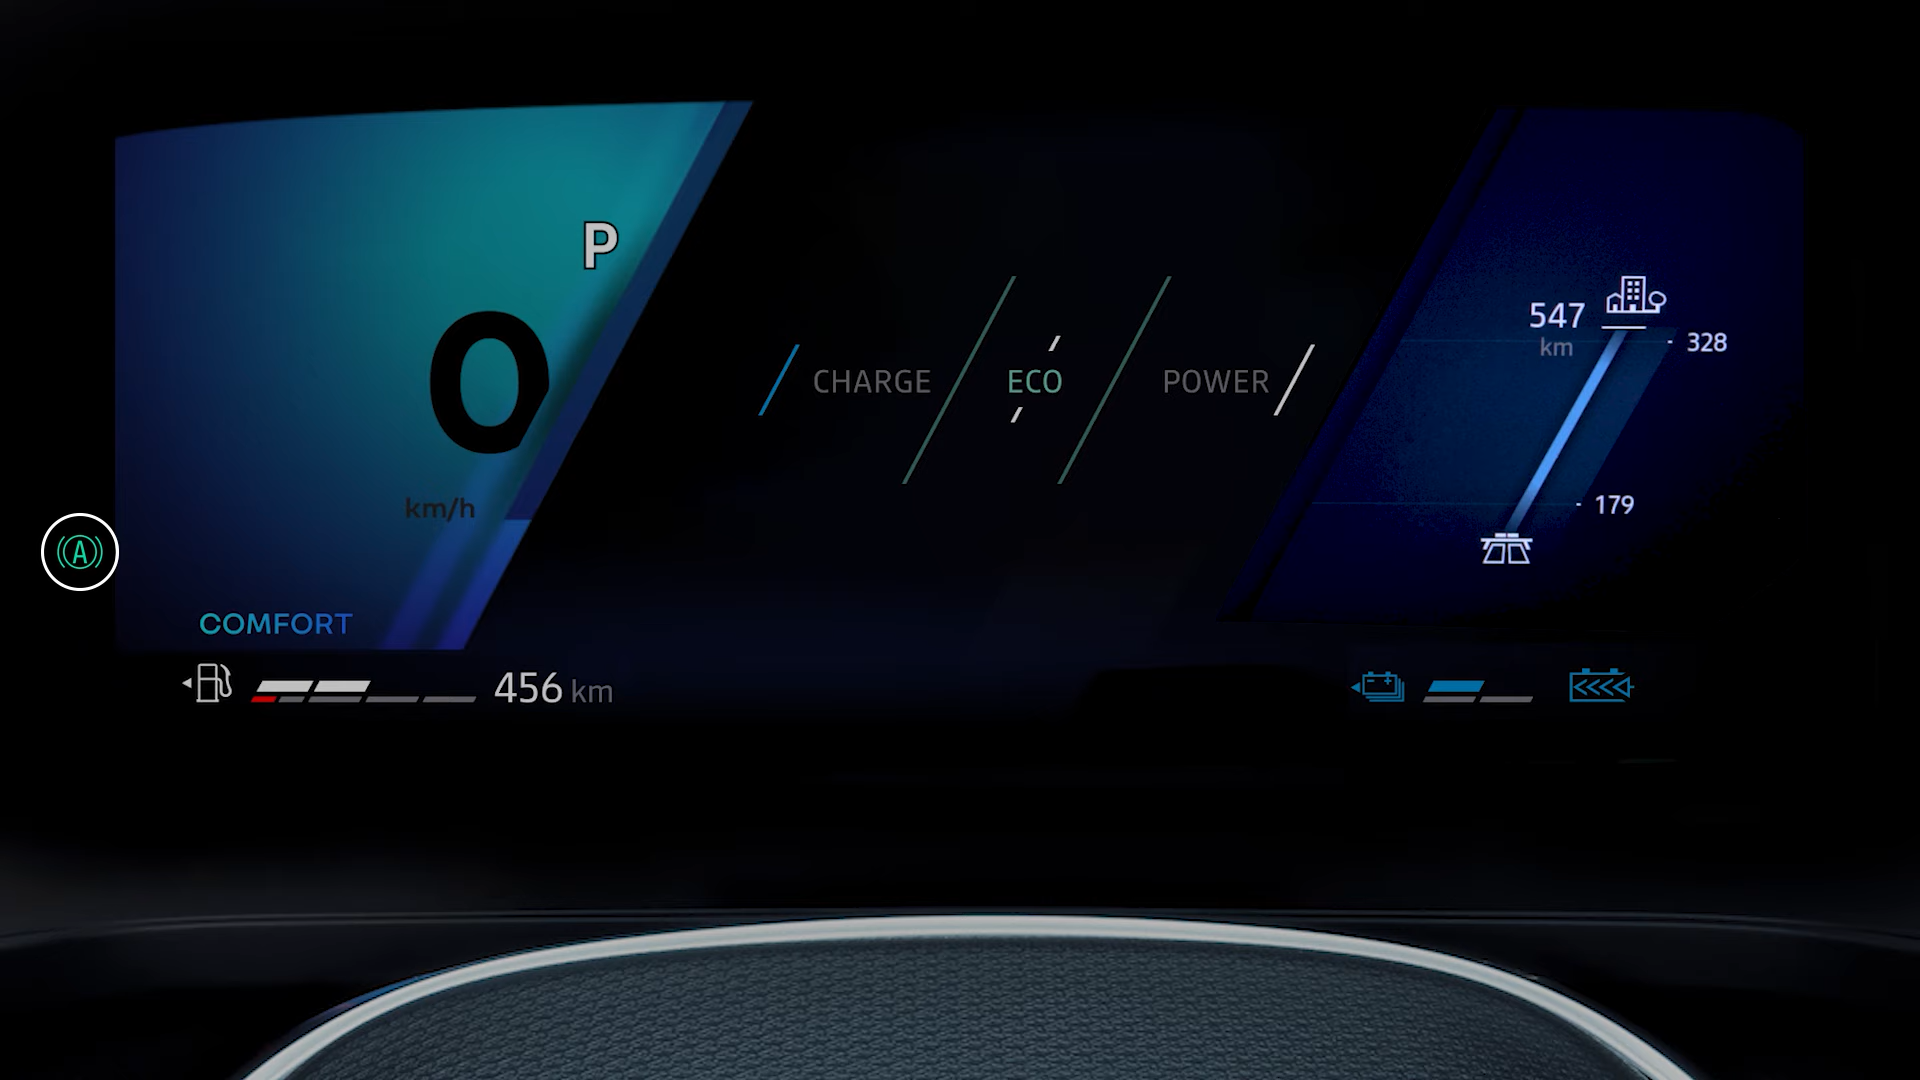 P
0
km/h
A
COMFORT
456 km
CHARGE
ECO
POWER
547
km
328
179